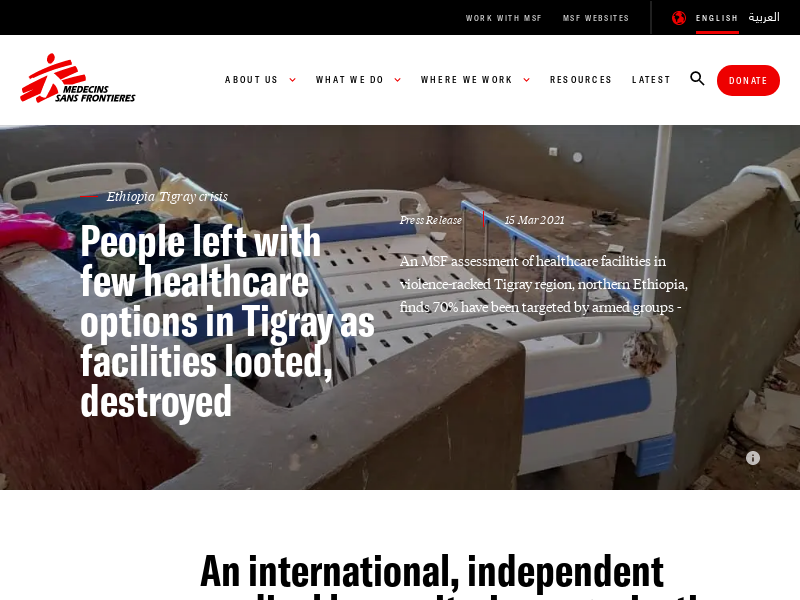 WORK WITH MSF
MSF WEBSITES
ENGLISH
العربية
MEDECINS
SANS FRONTIERES
ABOUT US
WHAT WE DO
WHERE WE WORK
RESOURCES
LATEST
DONATE
Ethiopia Tigray crisis
People left with
few healthcare
options in Tigray as
facilities looted,
destroyed
Press Release
15 Mar 2021
An MSF assessment of healthcare facilities in
violence-racked Tigray region, northern Ethiopia,
finds 70% have been targeted by armed groups -
An international, independent